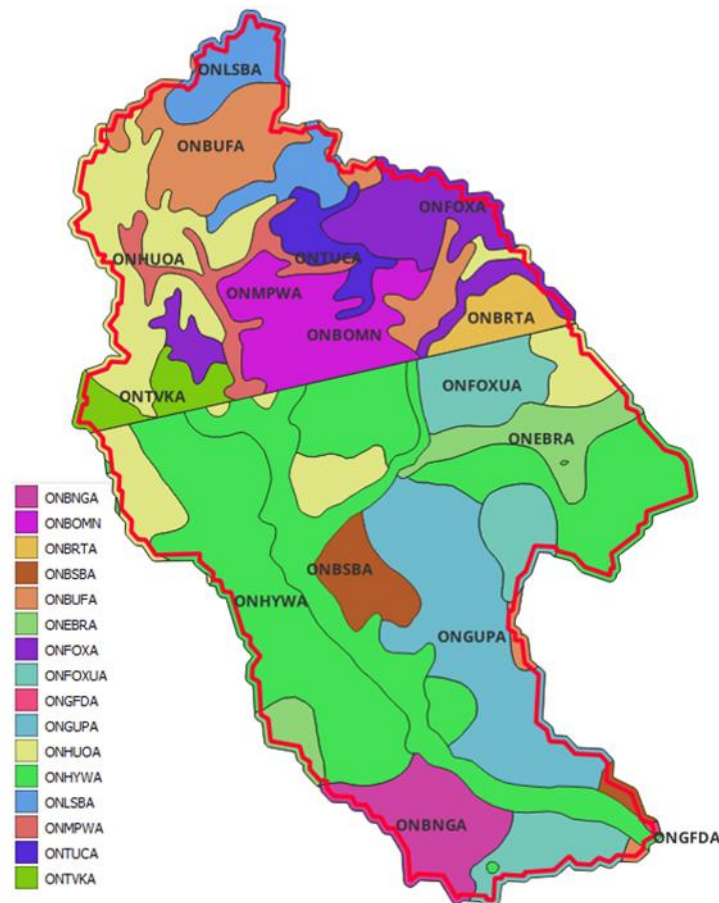 ONLSBA
ONBUFA
ONFOXA
ONHUOA
ONTUCA
ONMPWA
ONBOMN
ONBRTA
ONTVKA
ONFOXUA
ONEBRA
ONBSBA
ONHYWA
ONGUPA
ONBNGA
ONGFDA
ONBNGA
ONBOMN
ONBRTA
ONBSBA
ONBUFA
ONEBRA
ONFOXA
ONFOXUA
ONGFDA
ONGUPA
ONHUOA
ONHYWA
ONLSBA
ONMPWA
ONTUCA
ONTVKA